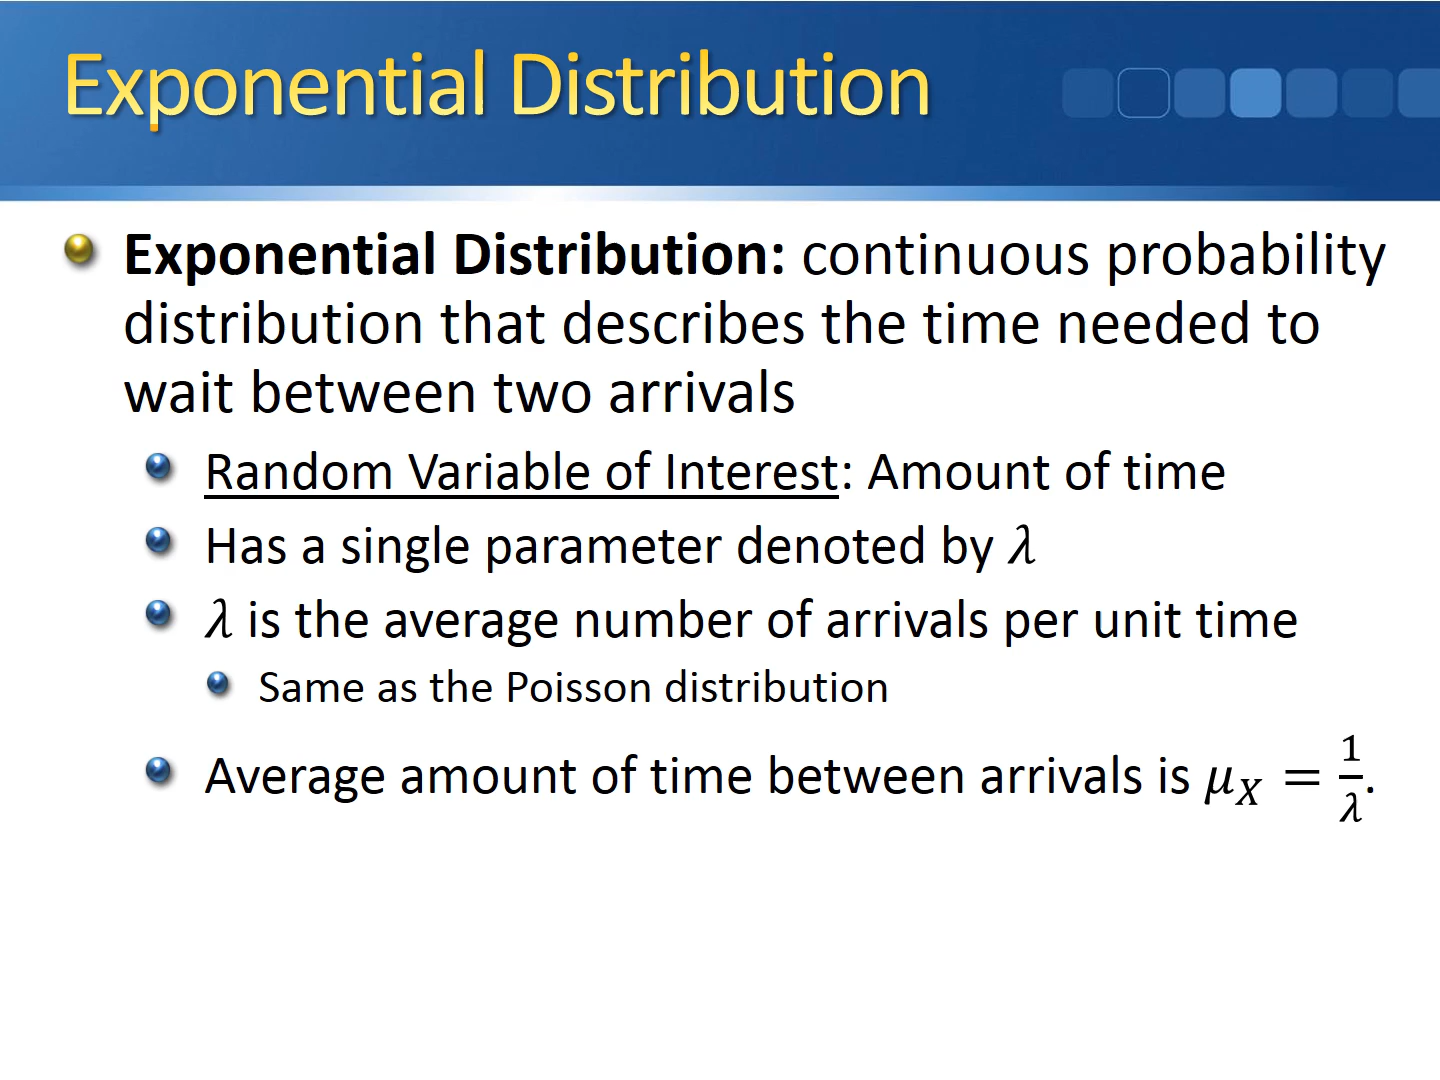 Exponential Distribution
Exponential Distribution: continuous probability
distribution that describes the time needed to
wait between two arrivals
Random Variable of Interest: Amount of time
Has a single parameter denoted by λ
λ is the average number of arrivals per unit time
Same as the Poisson distribution
Average amount of time between arrivals is μ_X = 1/λ.